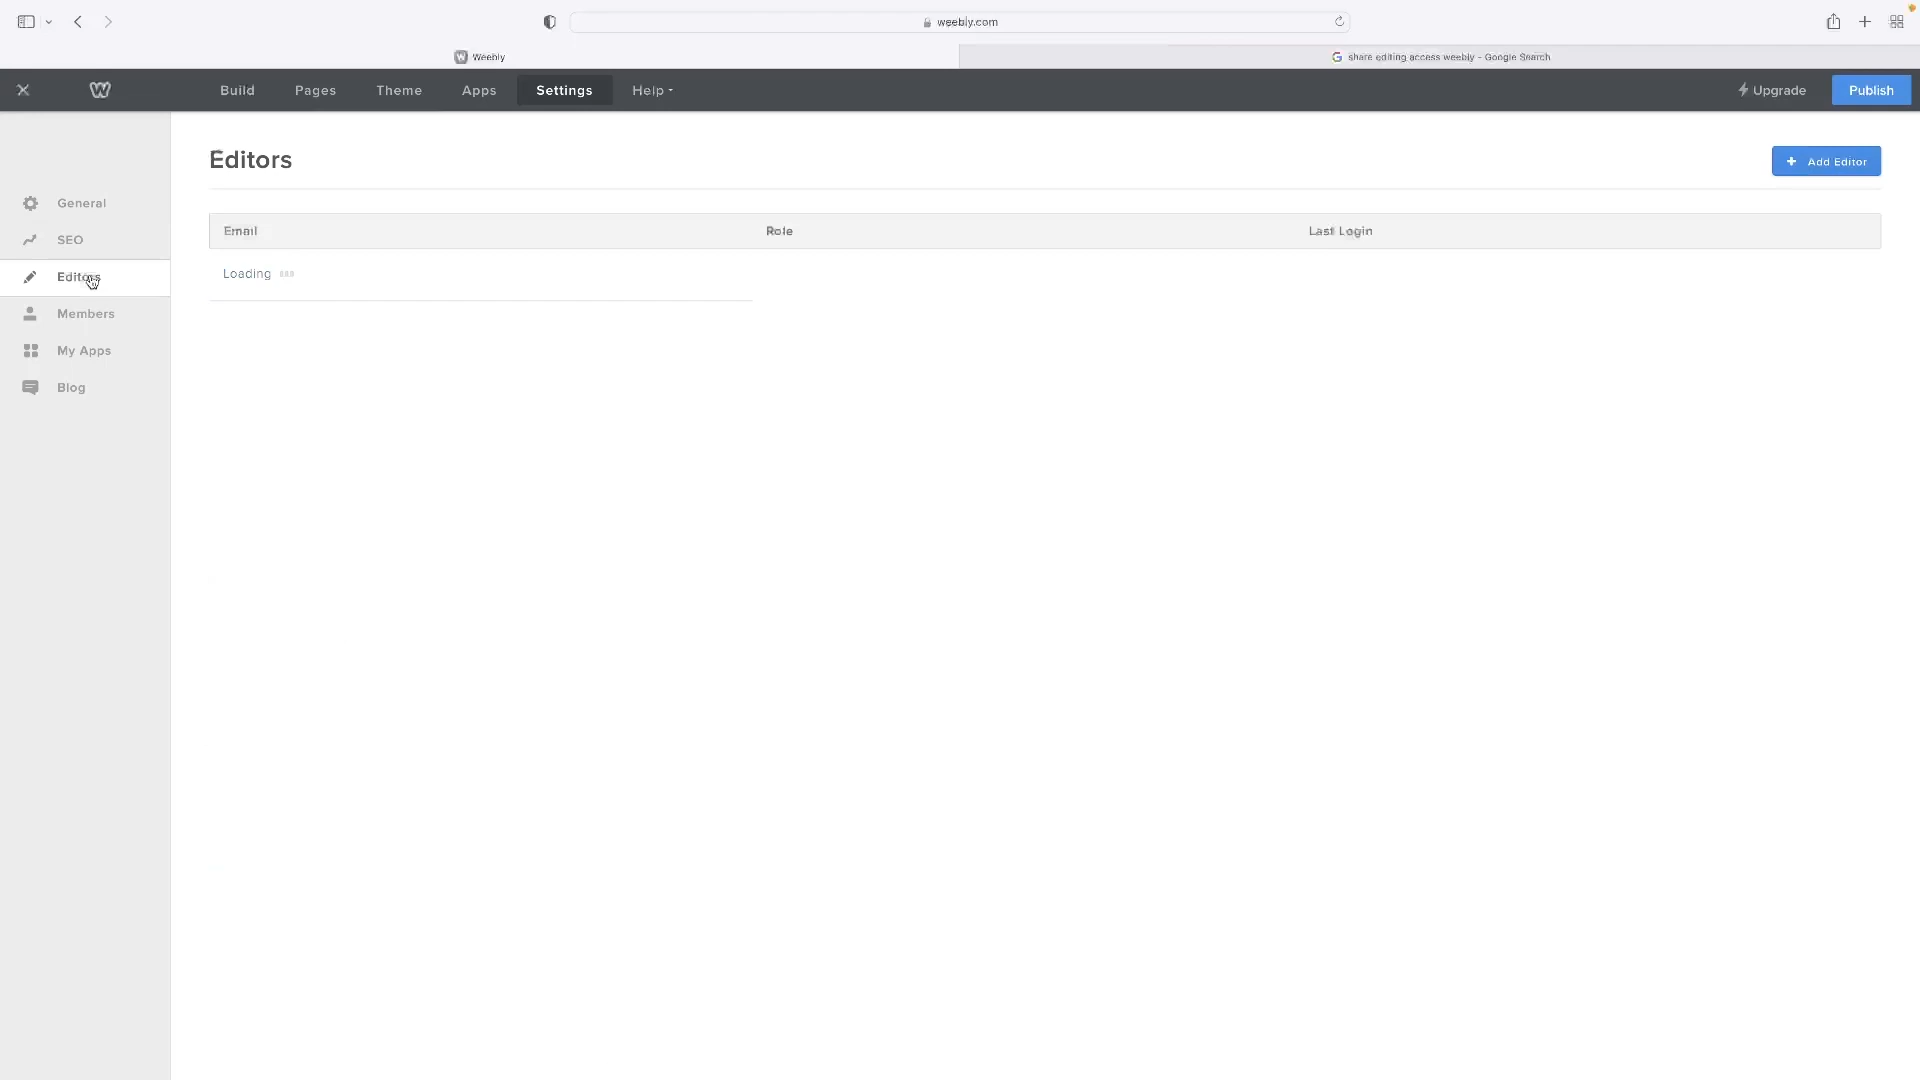 weebly.com
Weebly
share editing access weebly - Google Search
Build
Pages
Theme
Apps
Settings
Help
Upgrade
Publish
Editors
Add Editor
General
SEO
Editors
Members
My Apps
Blog
Email
Role
Last Login
Loading